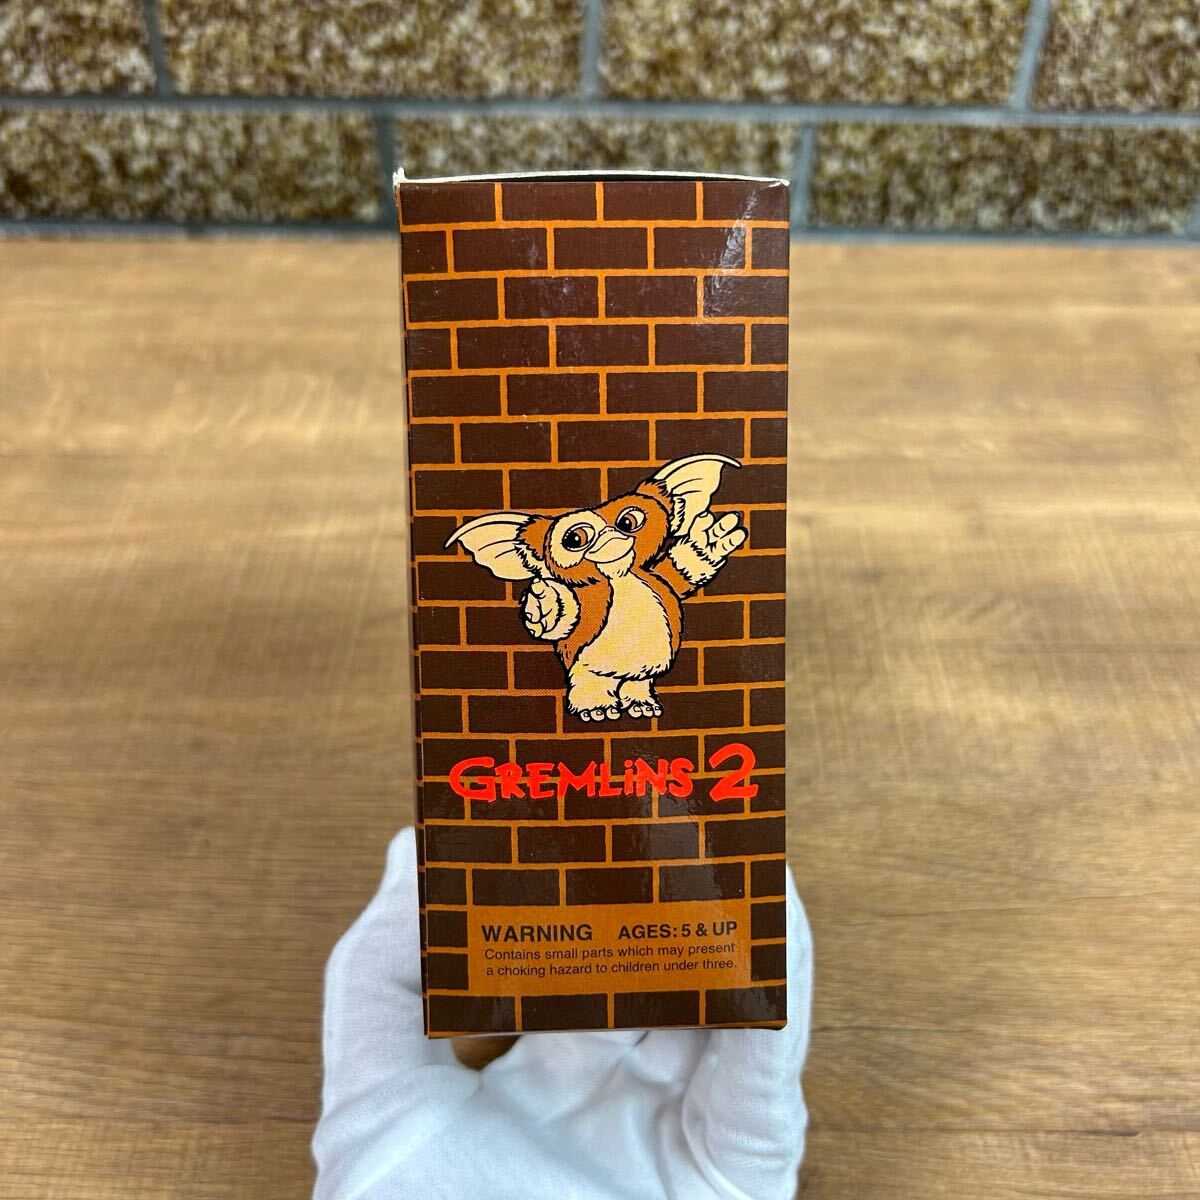 GREMLiNS 2
WARNING AGES: 5 & UP
Contains small parts which may present
a choking hazard to children under three.